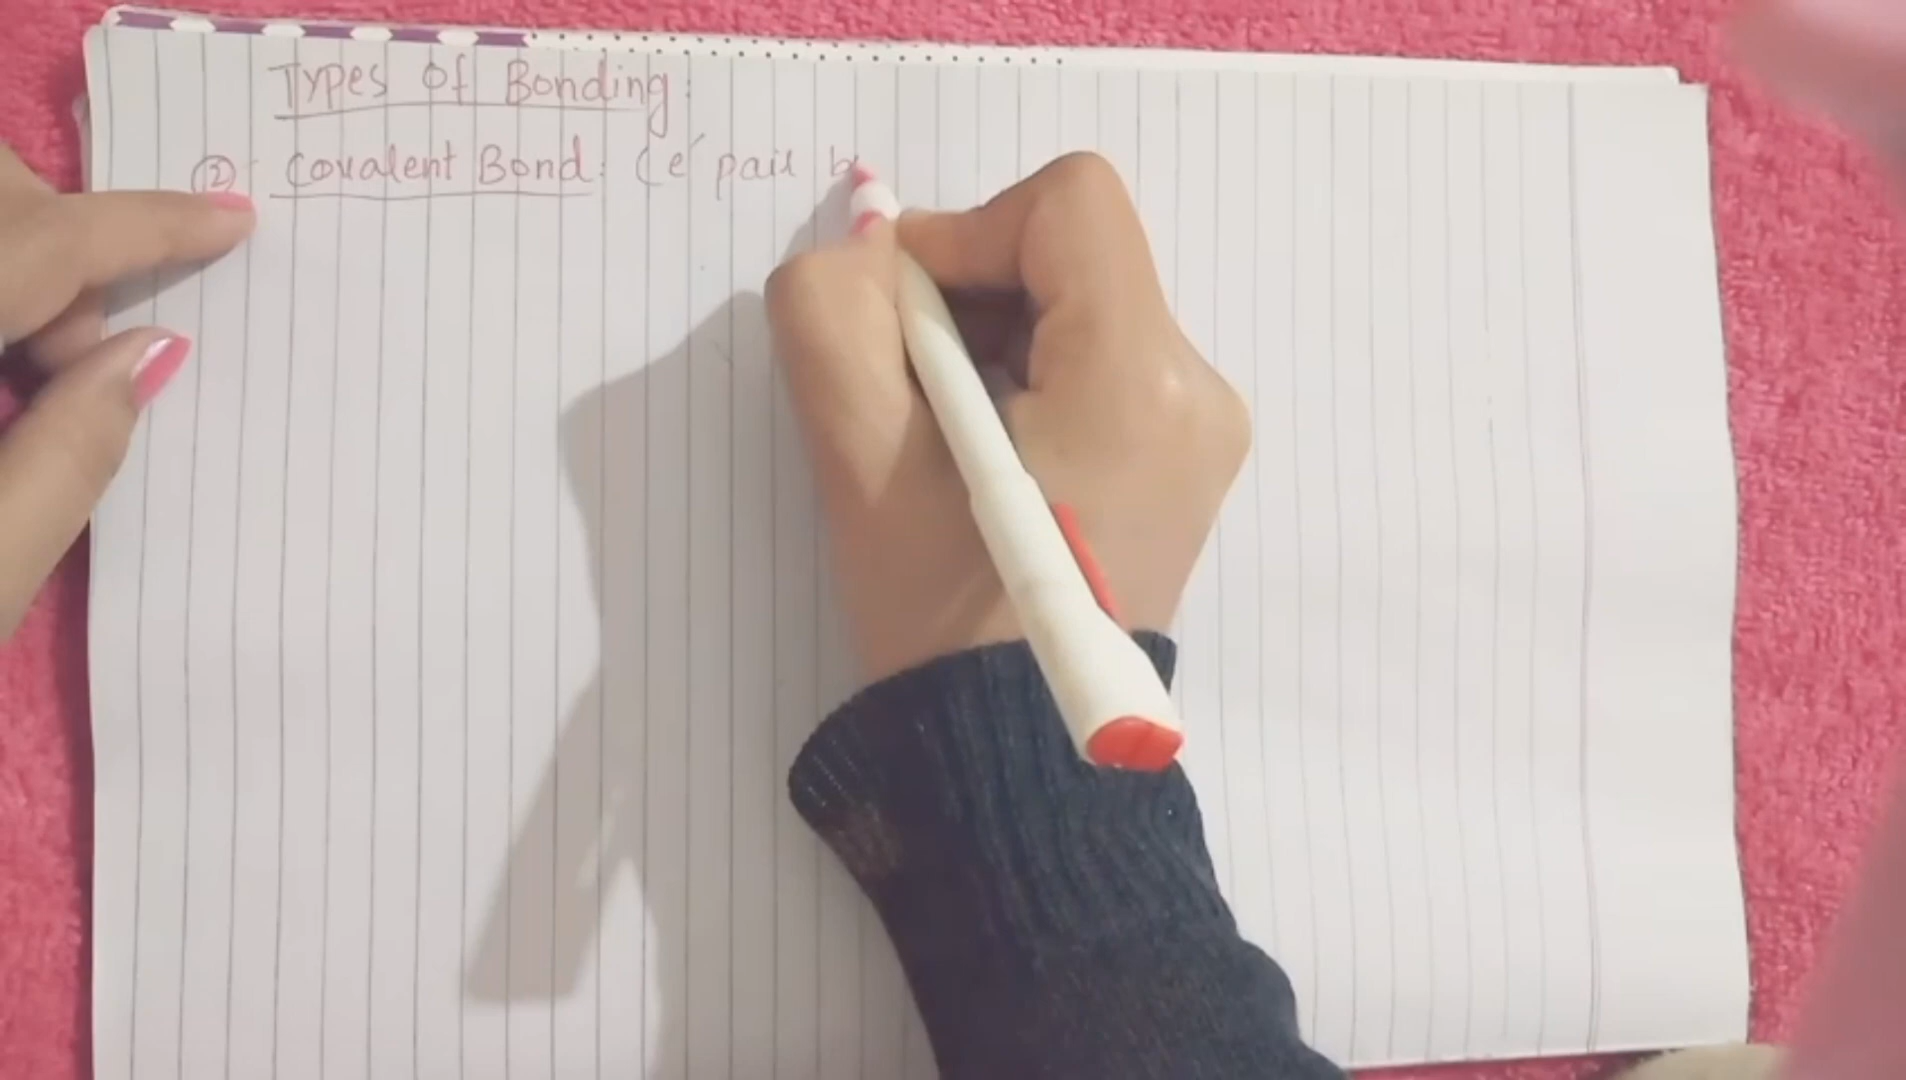 Types Of Bonding:
② Covalent Bond: (e⁻ pair b